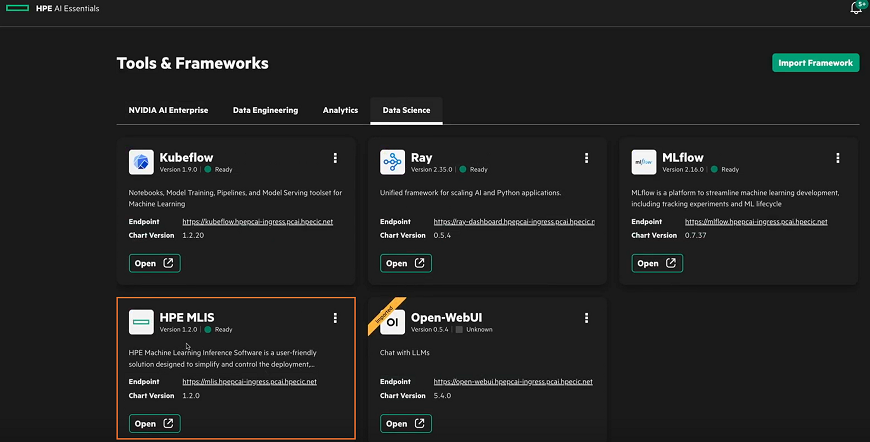 HPE AI Essentials
5+
Tools & Frameworks
Import Framework
NVIDIA AI Enterprise
Data Engineering
Analytics
Data Science
Kubeflow
Version 1.9.0 | Ready
Notebooks, Model Training, Pipelines, and Model Serving toolset for
Machine Learning
Endpoint https://kubeflow.hpepcai-ingress.pcai.hpecic.net
Chart Version 1.2.20
Open
Ray
Version 2.35.0 | Ready
Unified framework for scaling AI and Python applications.
Endpoint https://ray-dashboard.hpepcai-ingress.pcai.hpecic.r
Chart Version 0.5.4
Open
mlflow
MLflow
Version 2.16.0 | Ready
MLflow is a platform to streamline machine learning development,
including tracking experiments and ML lifecycle
Endpoint https://mlflow.hpepcai-ingress.pcai.hpecic.net
Chart Version 0.7.37
Open
HPE MLIS
Version 1.2.0 | Ready
HPE Machine Learning Inference Software is a user-friendly
solution designed to simplify and control the deployment,...
Endpoint https://mlis.hpepcai-ingress.pcai.hpecic.net
Chart Version 1.2.0
Open
Imported
OI
Open-WebUI
Version 0.5.4 | Unknown
Chat with LLMs
Endpoint https://open-webui.hpepcai-ingress.pcai.hpecic.net
Chart Version 5.4.0
Open